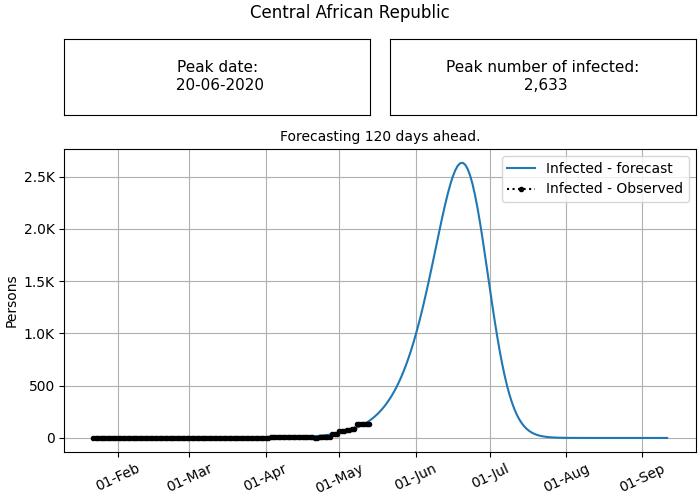 Central African Republic
Peak date:
20-06-2020
Peak number of infected:
2,633
Forecasting 120 days ahead.
Infected - forecast
Infected - Observed
Persons
2.5K
2.0K
1.5K
1.0K
500
0
01-Feb
01-Mar
01-Apr
01-May
01-Jun
01-Jul
01-Aug
01-Sep